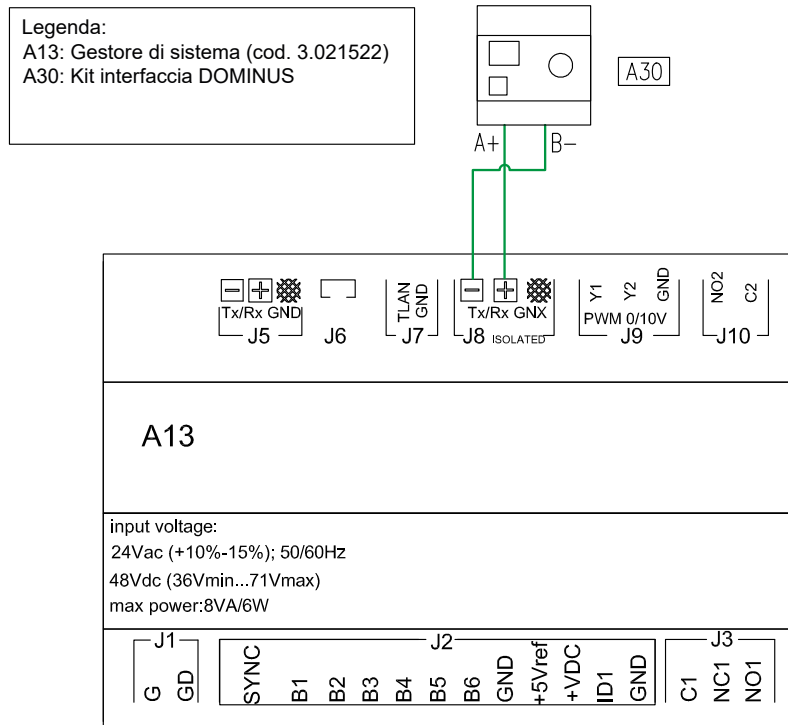 Legenda:
A13: Gestore di sistema (cod. 3.021522)
A30: Kit interfaccia DOMINUS
A30
A+ B-
- + - +
Tx/Rx GND TLAN GND Tx/Rx GNX Y1 Y2 GND NO2 C2
PWM 0/10V
J5 J6 J7 J8 ISOLATED J9 J10
A13
input voltage:
24Vac (+10%-15%); 50/60Hz
48Vdc (36Vmin...71Vmax)
max power:8VA/6W
J1 J2 J3
G GD SYNC B1 B2 B3 B4 B5 B6 GND +5Vref +VDC ID1 GND C1 NC1 NO1